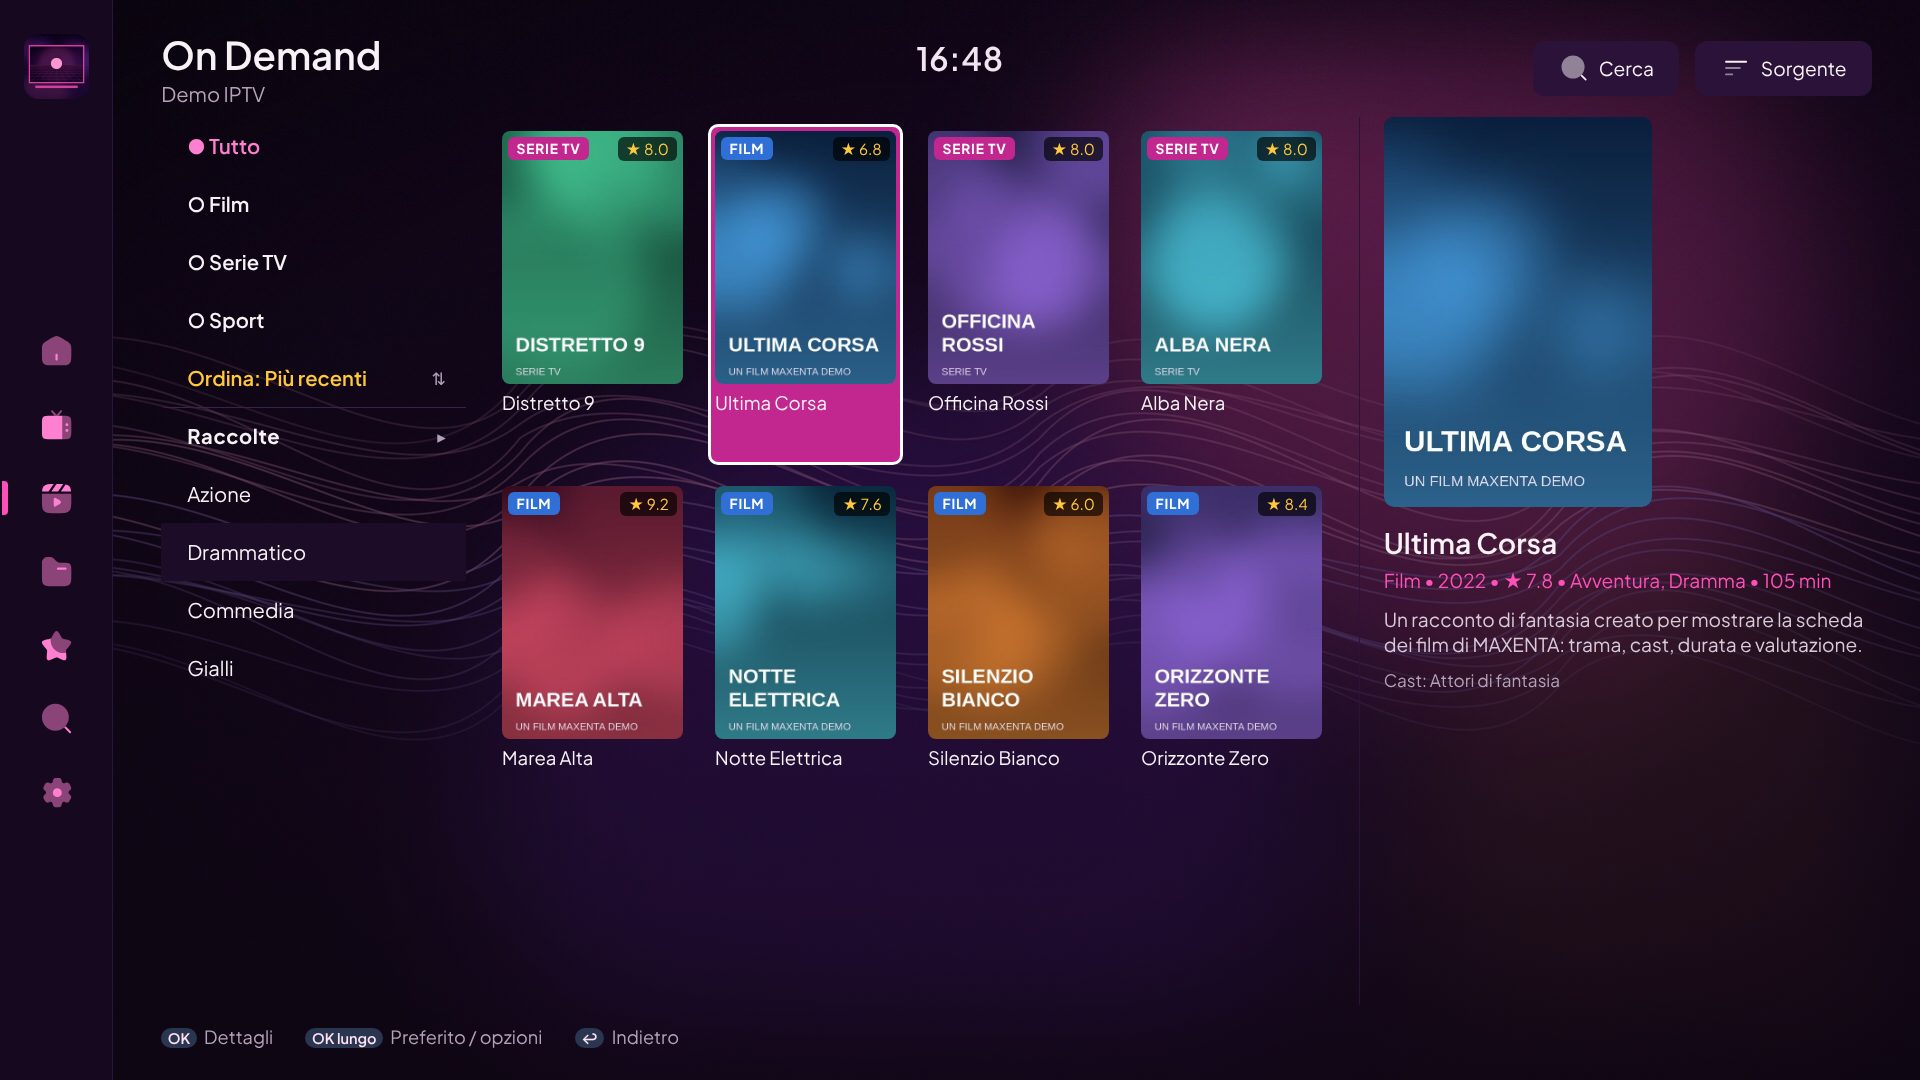 On Demand
Demo IPTV
16:48
Cerca
Sorgente
Tutto
Film
Serie TV
Sport
Ordina: Più recenti
Raccolte
Azione
Drammatico
Commedia
Gialli
SERIE TV ★ 8.0
DISTRETTO 9
SERIE TV
Distretto 9
FILM ★ 6.8
ULTIMA CORSA
UN FILM MAXENTA DEMO
Ultima Corsa
SERIE TV ★ 8.0
OFFICINA
ROSSI
SERIE TV
Officina Rossi
SERIE TV ★ 8.0
ALBA NERA
SERIE TV
Alba Nera
FILM ★ 9.2
MAREA ALTA
UN FILM MAXENTA DEMO
Marea Alta
FILM ★ 7.6
NOTTE
ELETTRICA
UN FILM MAXENTA DEMO
Notte Elettrica
FILM ★ 6.0
SILENZIO
BIANCO
UN FILM MAXENTA DEMO
Silenzio Bianco
FILM ★ 8.4
ORIZZONTE
ZERO
UN FILM MAXENTA DEMO
Orizzonte Zero
ULTIMA CORSA
UN FILM MAXENTA DEMO
Ultima Corsa
Film • 2022 • ★ 7.8 • Avventura, Dramma • 105 min
Un racconto di fantasia creato per mostrare la scheda
dei film di MAXENTA: trama, cast, durata e valutazione.
Cast: Attori di fantasia
OK Dettagli
OK lungo Preferito / opzioni
Indietro